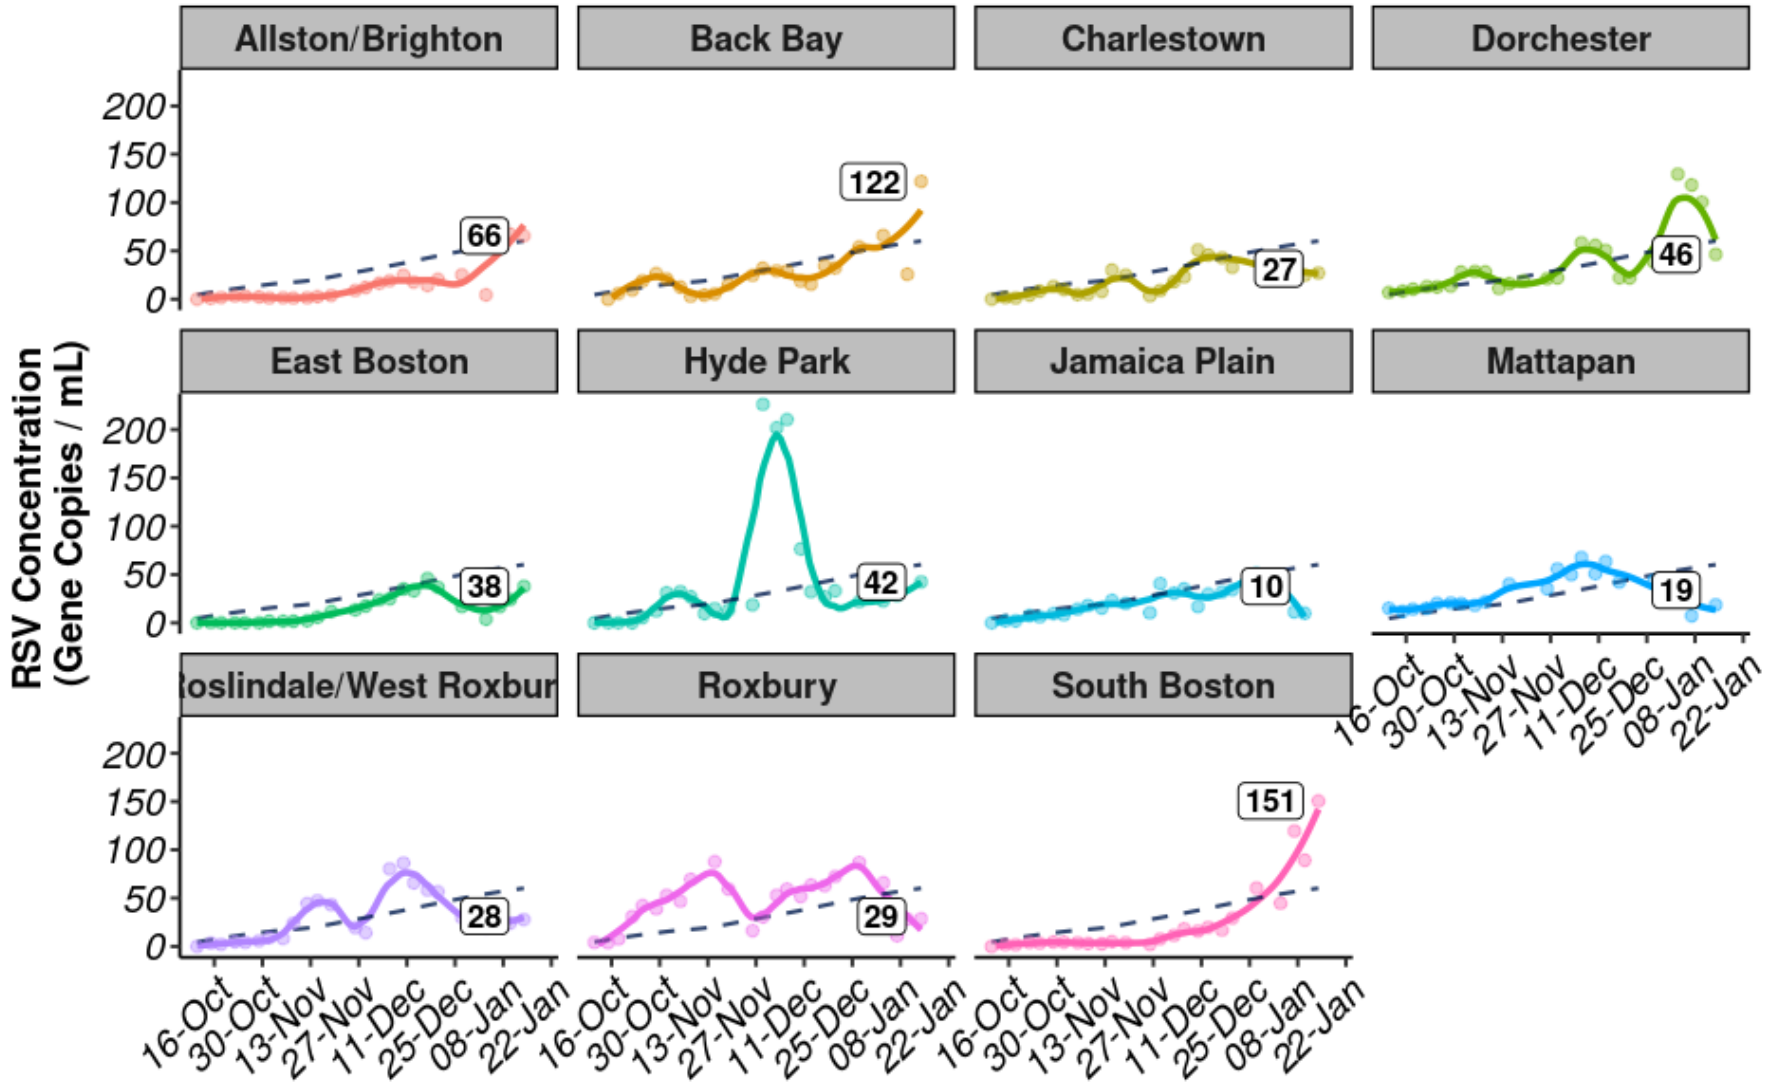 Allston/Brighton
Back Bay
Charlestown
Dorchester
200
150
100
50
0
66
122
27
46
RSV Concentration
(Gene Copies / mL)
East Boston
Hyde Park
Jamaica Plain
Mattapan
200
150
100
50
0
38
42
10
19
16-Oct
30-Oct
13-Nov
27-Nov
11-Dec
25-Dec
08-Jan
22-Jan
oslindale/West Roxbur
Roxbury
South Boston
200
150
100
50
0
28
29
151
16-Oct
30-Oct
13-Nov
27-Nov
11-Dec
25-Dec
08-Jan
22-Jan
16-Oct
30-Oct
13-Nov
27-Nov
11-Dec
25-Dec
08-Jan
22-Jan
16-Oct
30-Oct
13-Nov
27-Nov
11-Dec
25-Dec
08-Jan
22-Jan